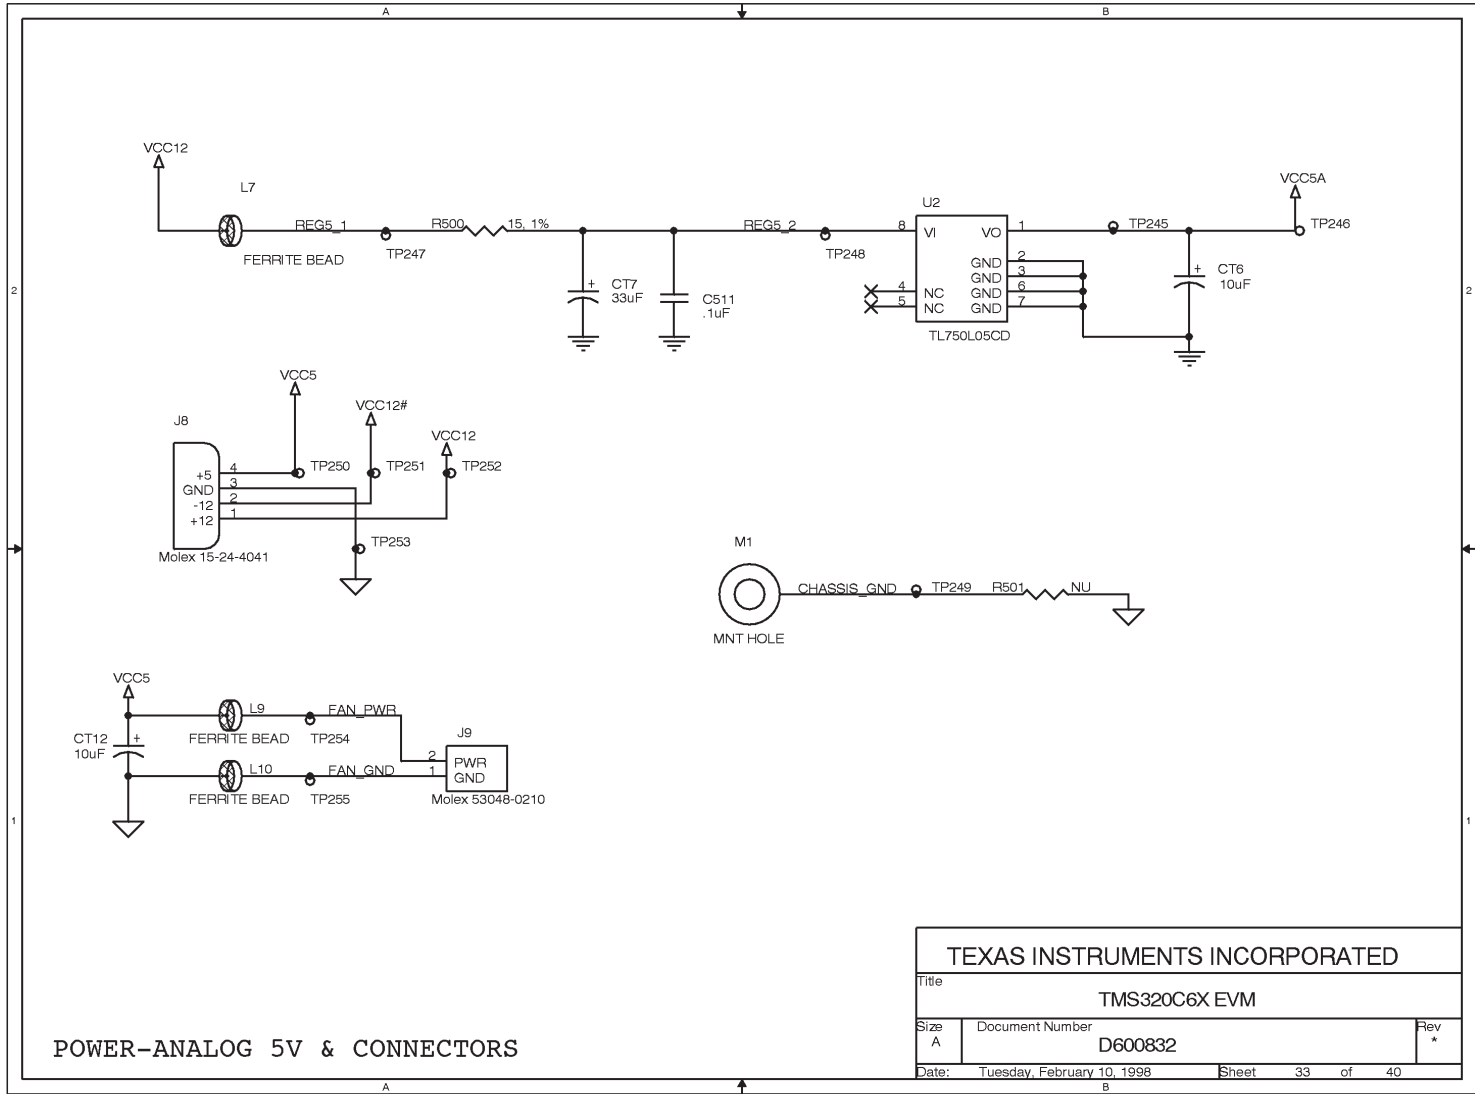 A
B
VCC12
L7
REG5_1
FERRITE BEAD
TP247
R500
15, 1%
CT7
33uF
C511
.1uF
REG5_2
TP248
U2
8
VI
VO
1
GND
2
GND
3
4
NC
GND
6
5
NC
GND
7
TL750L05CD
TP245
CT6
10uF
VCC5A
TP246
2
2
VCC5
VCC12#
VCC12
J8
+5
4
TP250
TP251
TP252
GND
3
-12
2
+12
1
Molex 15-24-4041
TP253
M1
CHASSIS_GND
TP249
R501
NU
MNT HOLE
VCC5
CT12
10uF
L9
FERRITE BEAD
TP254
FAN_PWR
L10
FERRITE BEAD
TP255
FAN_GND
J9
2
PWR
1
GND
Molex 53048-0210
1
1
TEXAS INSTRUMENTS INCORPORATED
Title
TMS320C6X EVM
Size
A
Document Number
D600832
Rev
*
Date: Tuesday, February 10, 1998 Sheet 33 of 40
POWER-ANALOG 5V & CONNECTORS
A
B